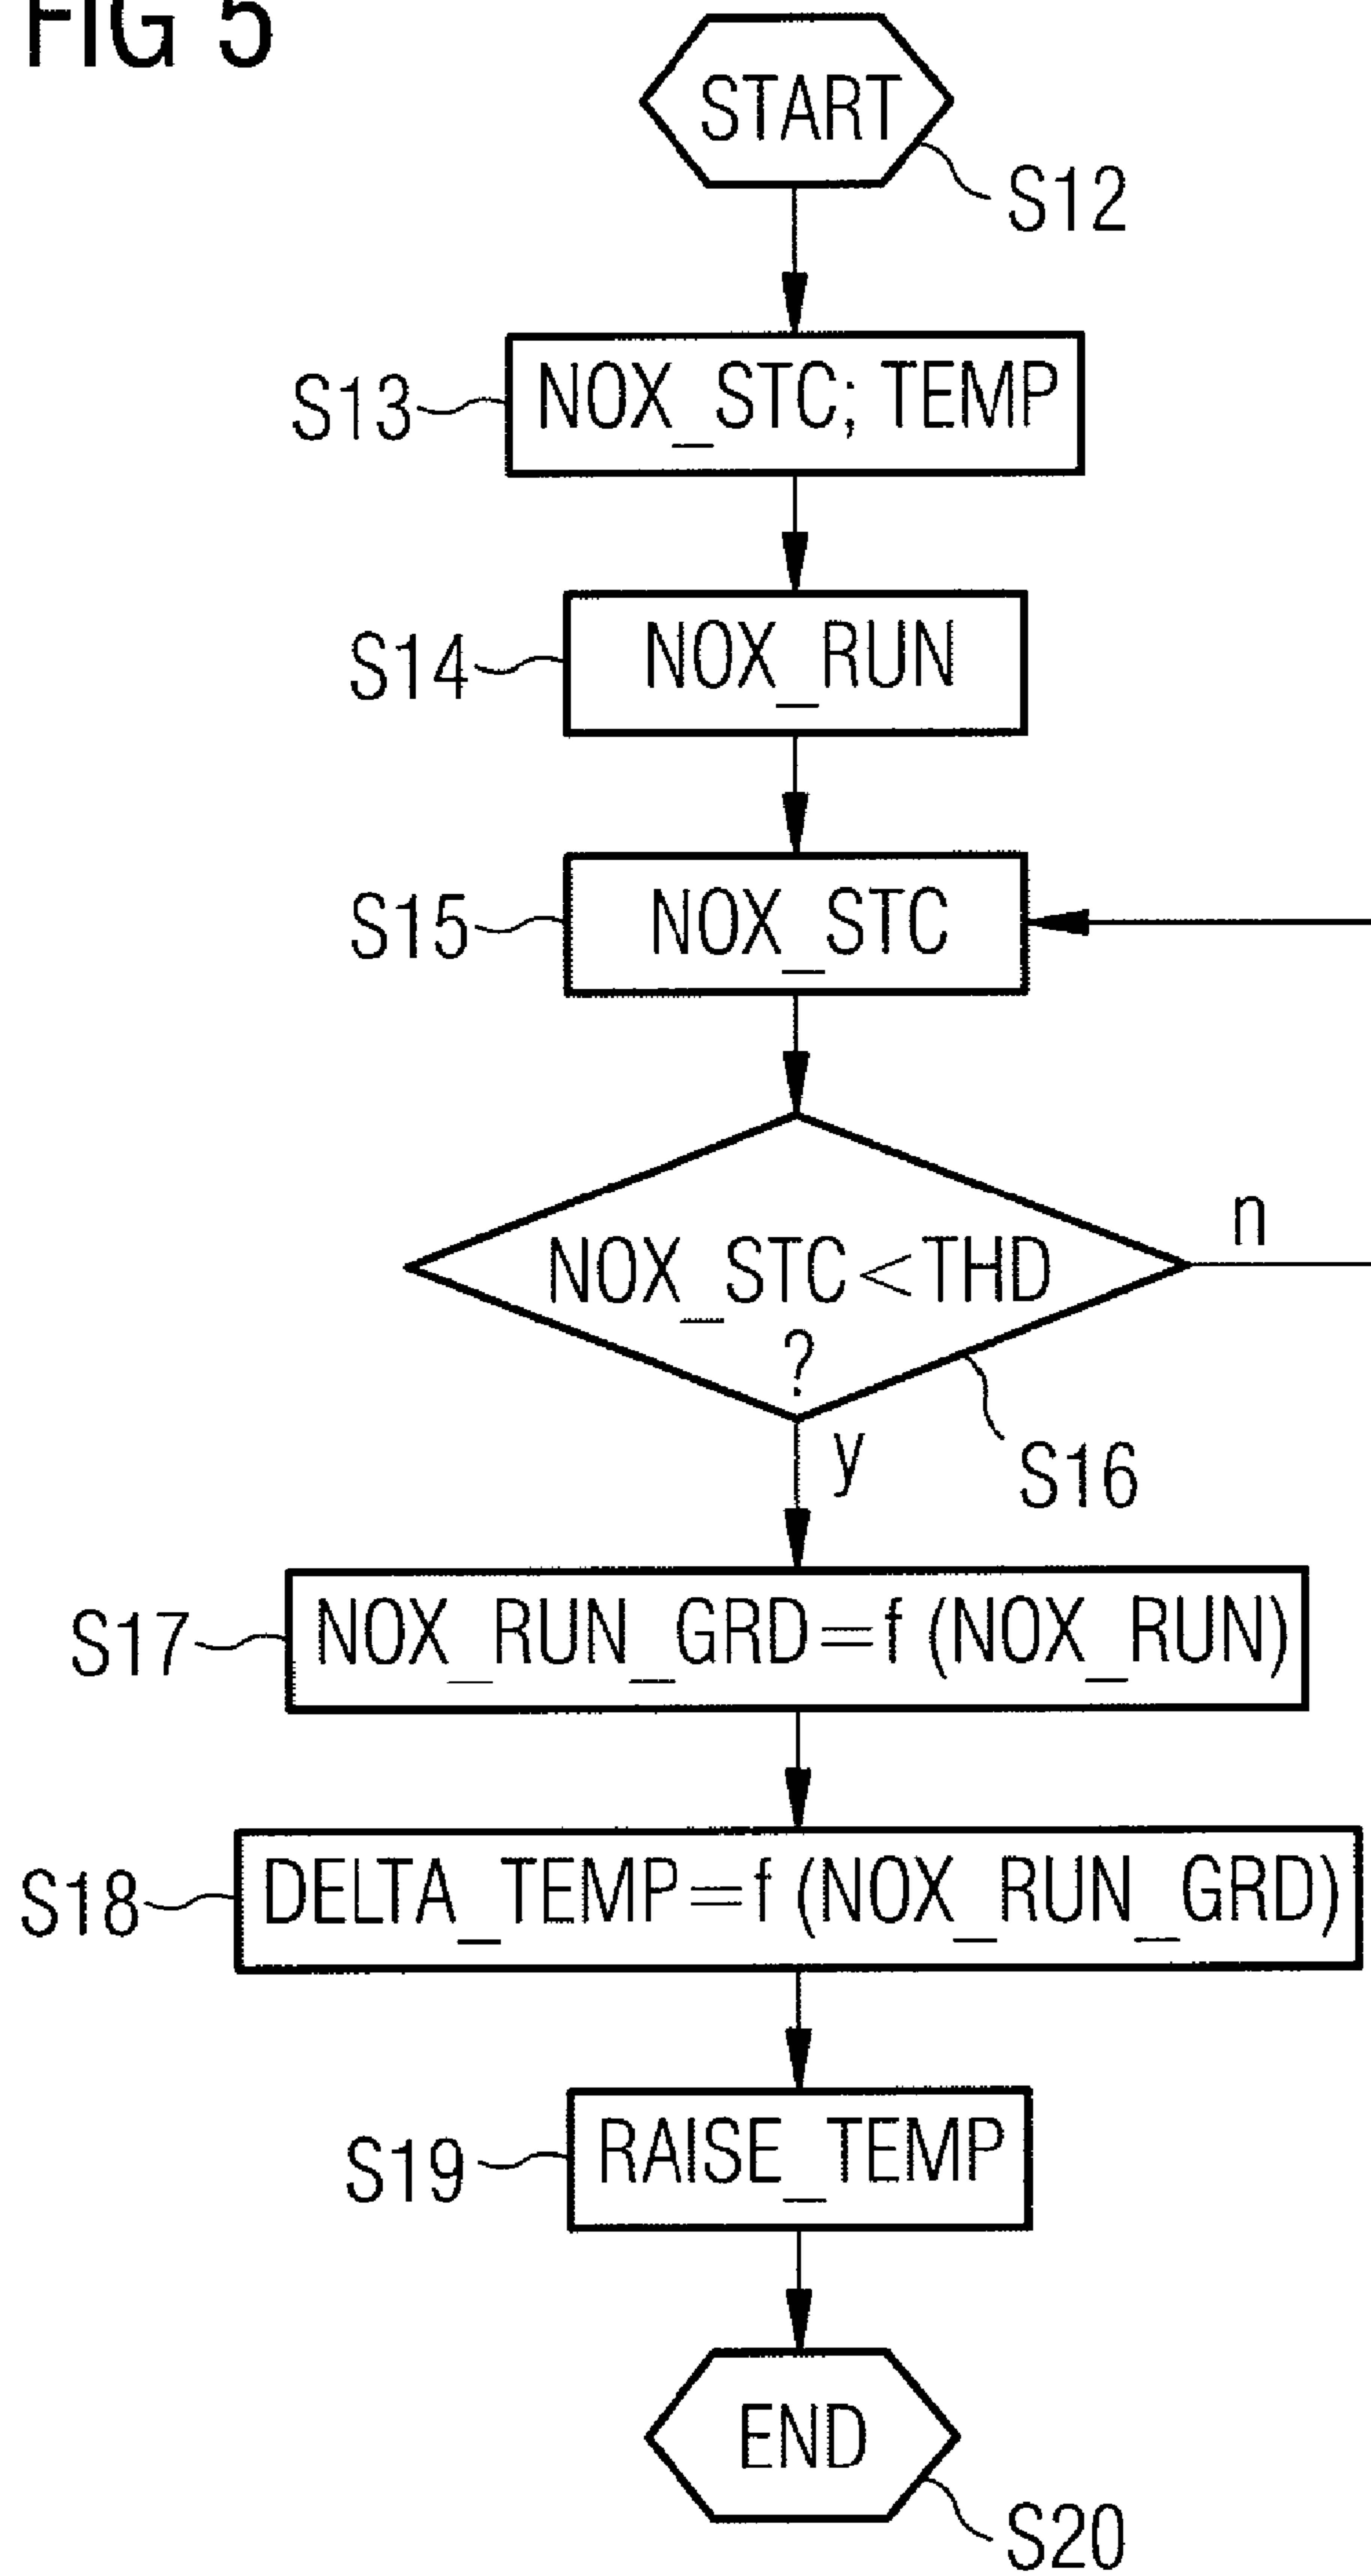 FIG 5
START
S12
S13
NOX_STC; TEMP
S14
NOX_RUN
S15
NOX_STC
n
NOX_STC<THD
?
y
S16
S17
NOX_RUN_GRD=f (NOX_RUN)
S18
DELTA_TEMP=f (NOX_RUN_GRD)
S19
RAISE_TEMP
END
S20